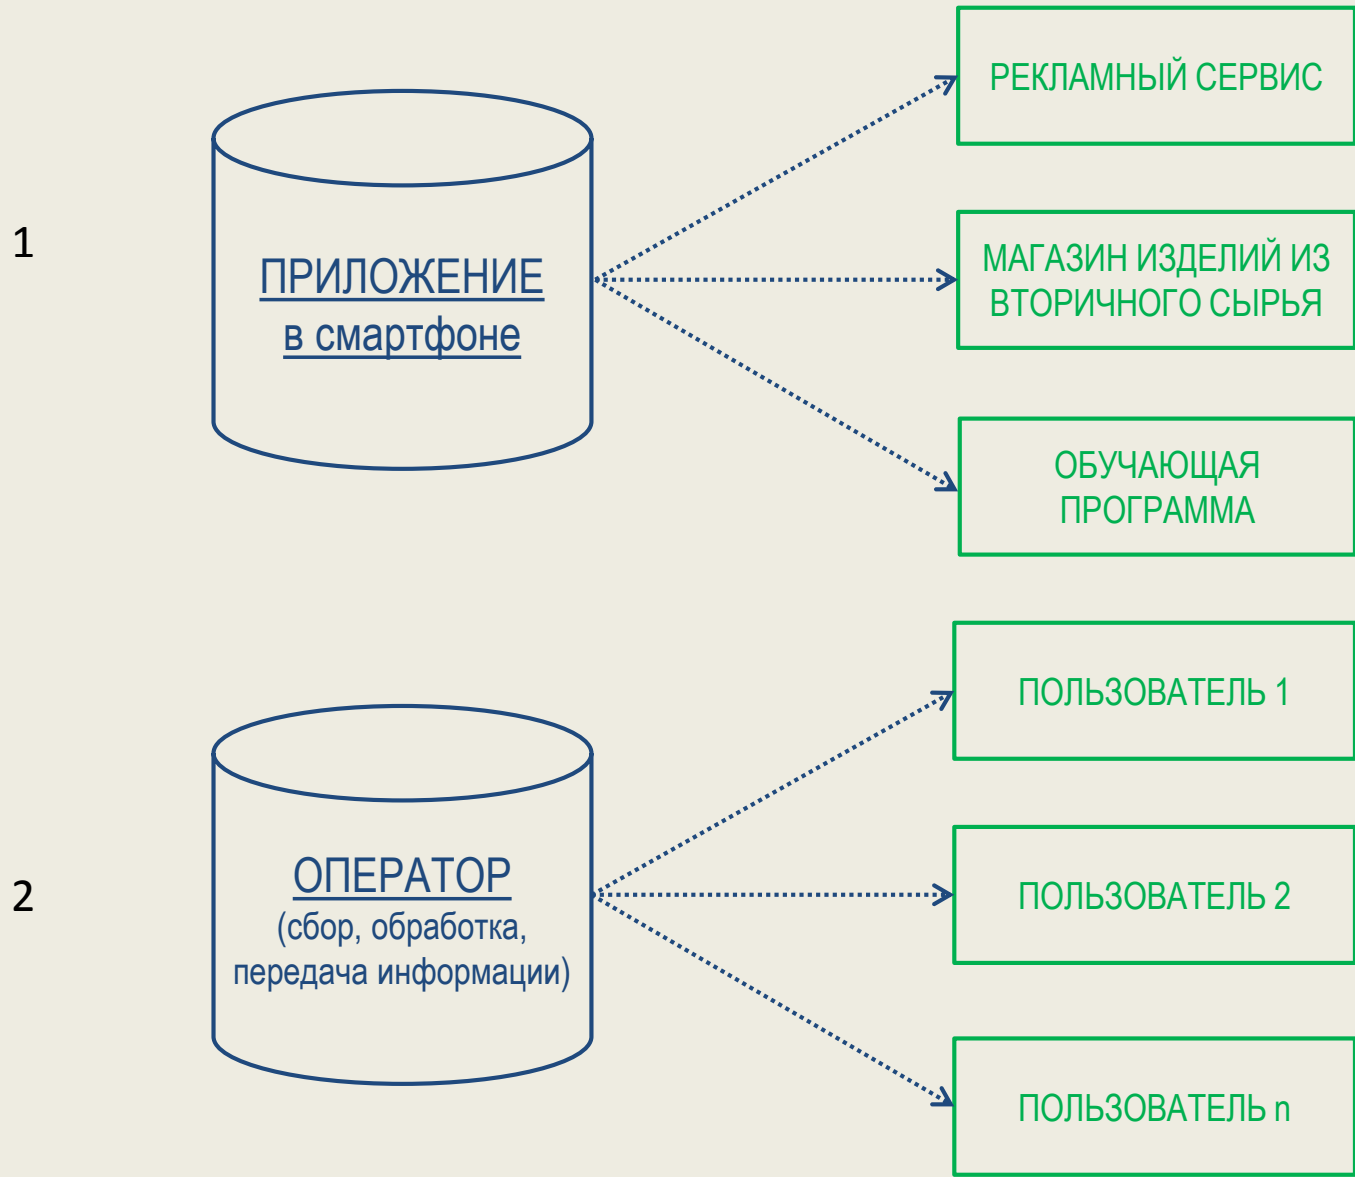 РЕКЛАМНЫЙ СЕРВИС
1
ПРИЛОЖЕНИЕ
в смартфоне
МАГАЗИН ИЗДЕЛИЙ ИЗ
ВТОРИЧНОГО СЫРЬЯ
ОБУЧАЮЩАЯ
ПРОГРАММА
ПОЛЬЗОВАТЕЛЬ 1
2
ОПЕРАТОР
(сбор, обработка,
передача информации)
ПОЛЬЗОВАТЕЛЬ 2
ПОЛЬЗОВАТЕЛЬ n